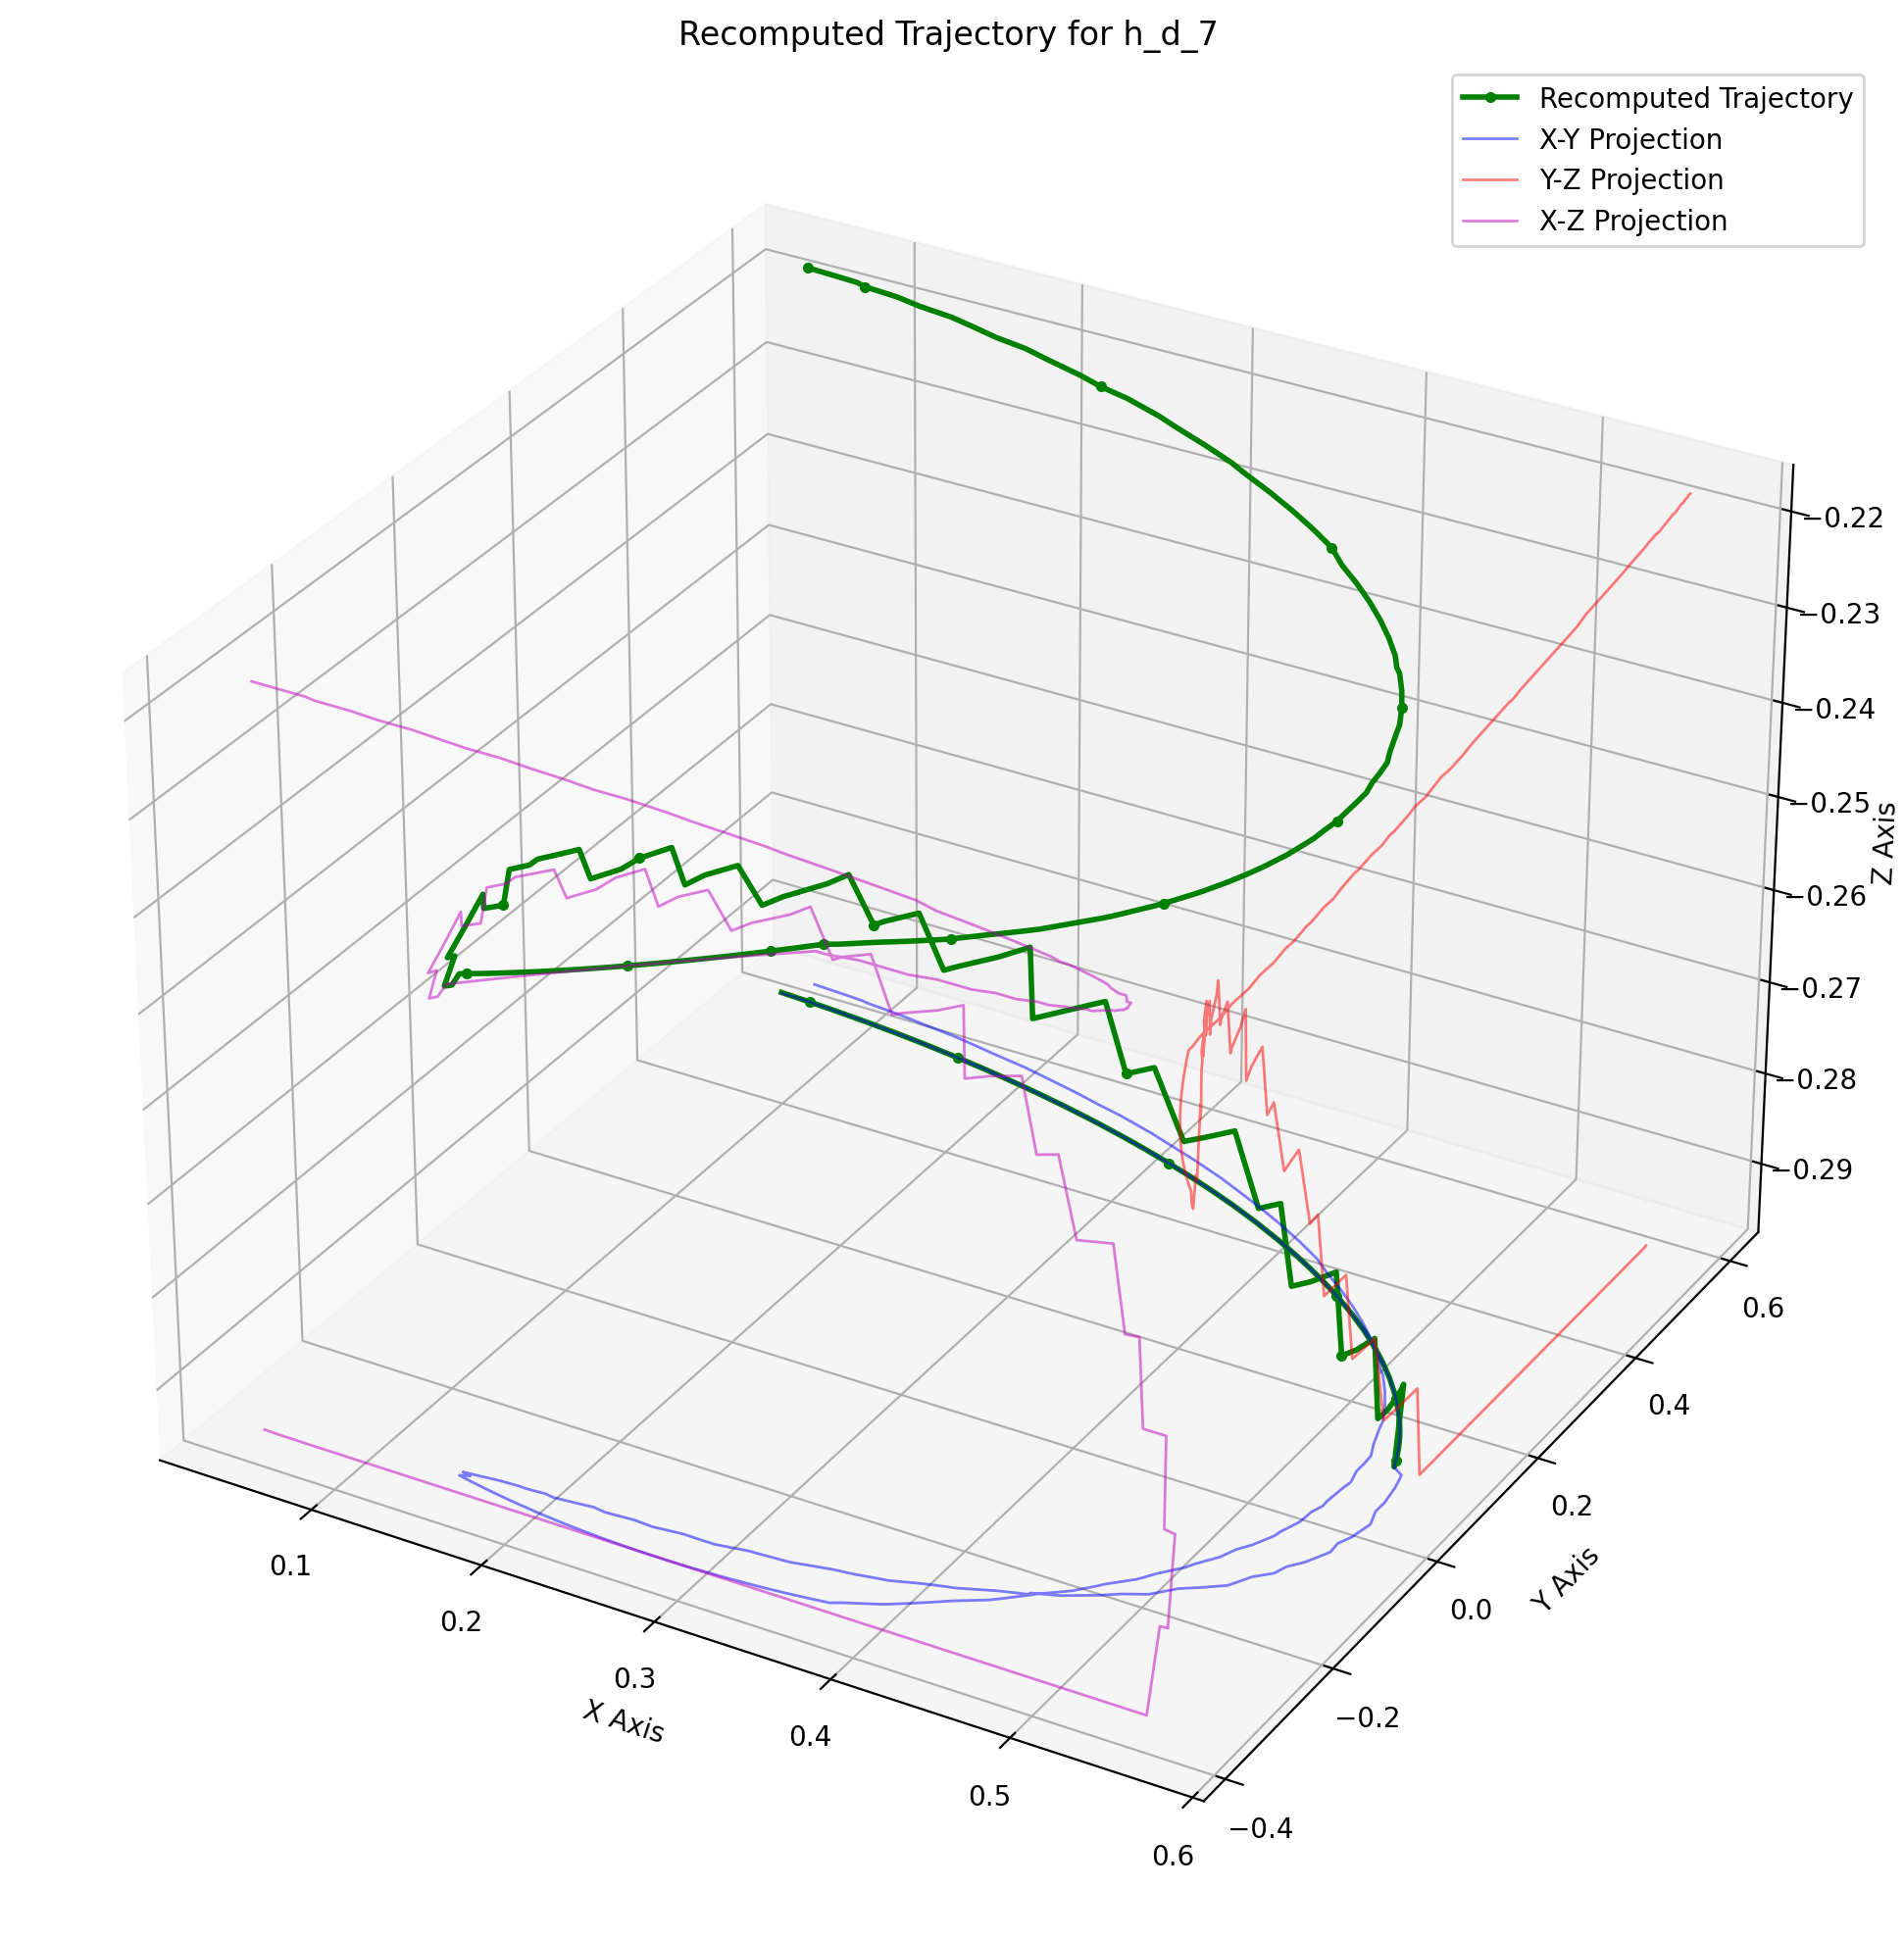 Recomputed Trajectory for h_d_7
Recomputed Trajectory
X-Y Projection
Y-Z Projection
X-Z Projection
−0.22
−0.23
−0.24
−0.25
−0.26
−0.27
−0.28
−0.29
Z Axis
0.6
0.4
0.2
0.0
−0.2
−0.4
Y Axis
0.1
0.2
0.3
0.4
0.5
0.6
X Axis